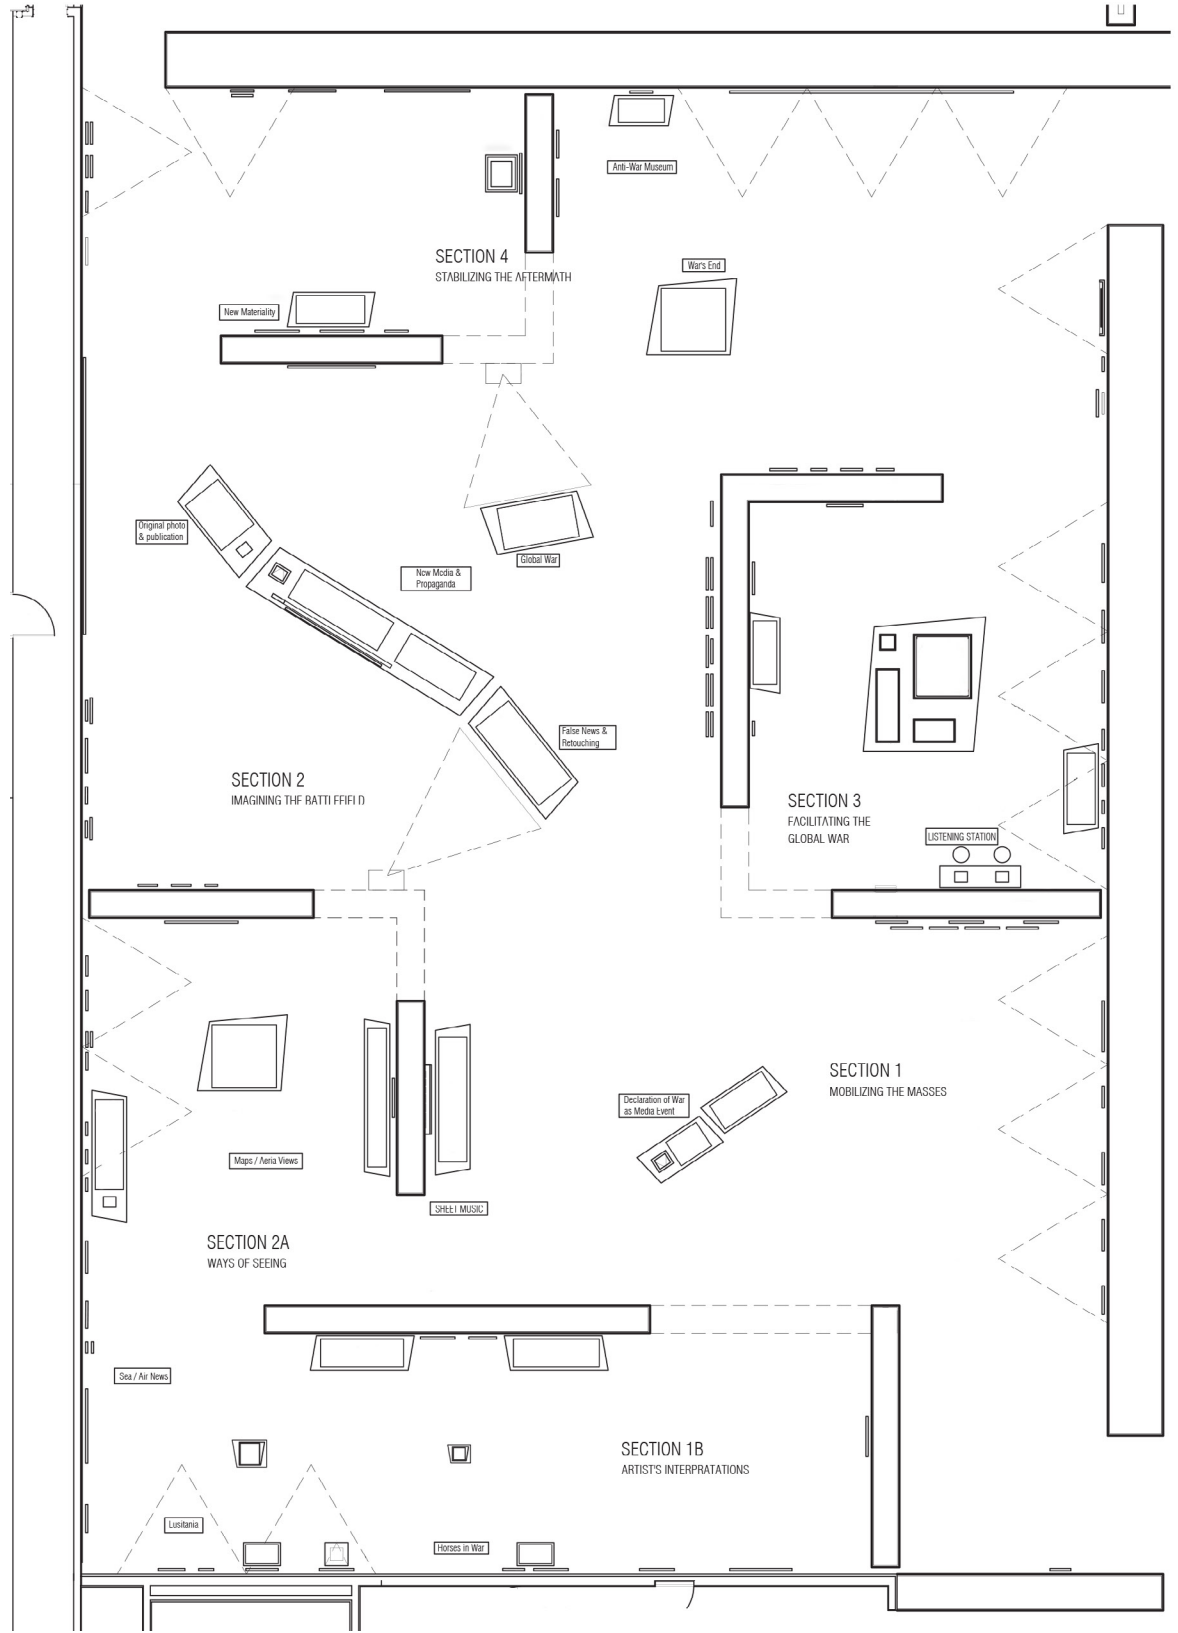 Anti-War Museum
SECTION 4
STABILIZING THE AFTERMATH
War's End
New Materiality
Original photo
& publication
Global War
New Media &
Propaganda
False News &
Retouching
SECTION 2
IMAGINING THE BATTLEFIELD
SECTION 3
FACILITATING THE
GLOBAL WAR
LISTENING STATION
SECTION 1
MOBILIZING THE MASSES
Declaration of War
as Media Event
Maps / Aeria Views
SHEET MUSIC
SECTION 2A
WAYS OF SEEING
Sea / Air News
SECTION 1B
ARTIST'S INTERPRATATIONS
Lusitania
Horses in War